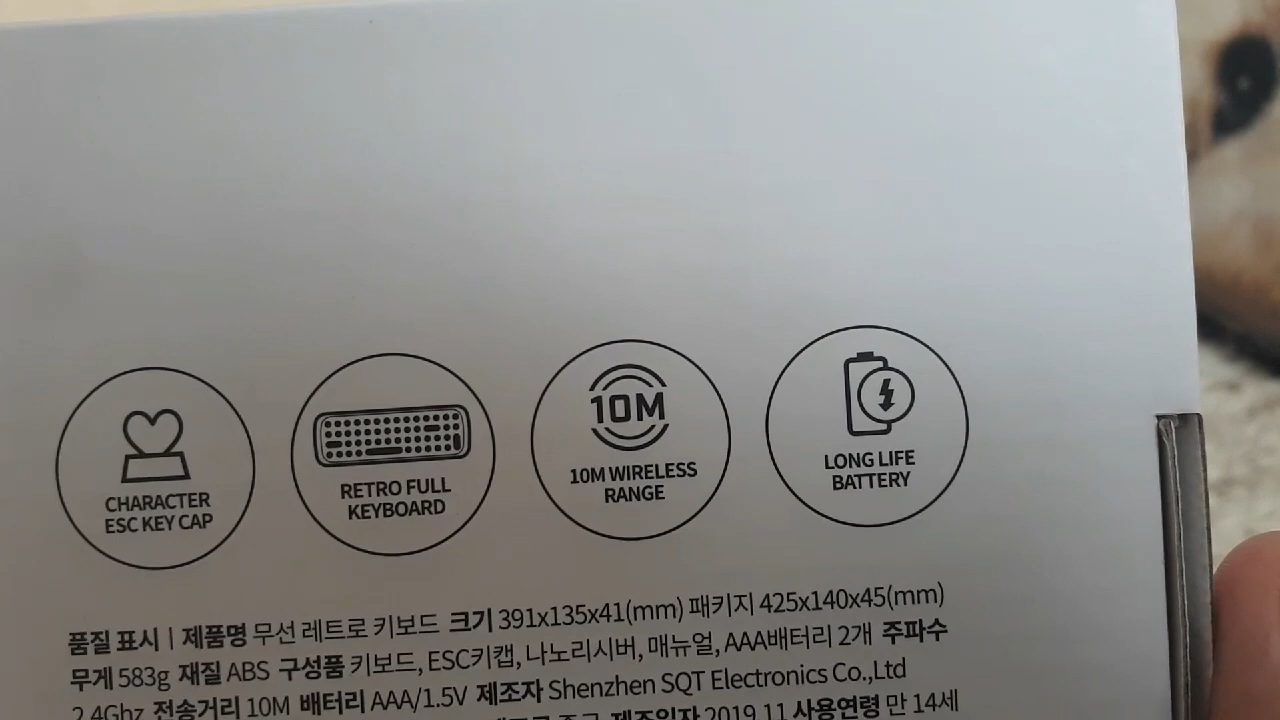 CHARACTER
ESC KEY CAP
RETRO FULL
KEYBOARD
10M
10M WIRELESS
RANGE
LONG LIFE
BATTERY
품질 표시 | 제품명 무선 레트로 키보드 크기 391x135x41(mm) 패키지 425x140x45(mm)
무게 583g 재질 ABS 구성품 키보드, ESC키캡, 나노리시버, 매뉴얼, AAA배터리 2개 주파수
2.4Ghz 전송거리 10M 배터리 AAA/1.5V 제조자 Shenzhen SQT Electronics Co.,Ltd
제조일자 2019.11 사용연령 만 14세